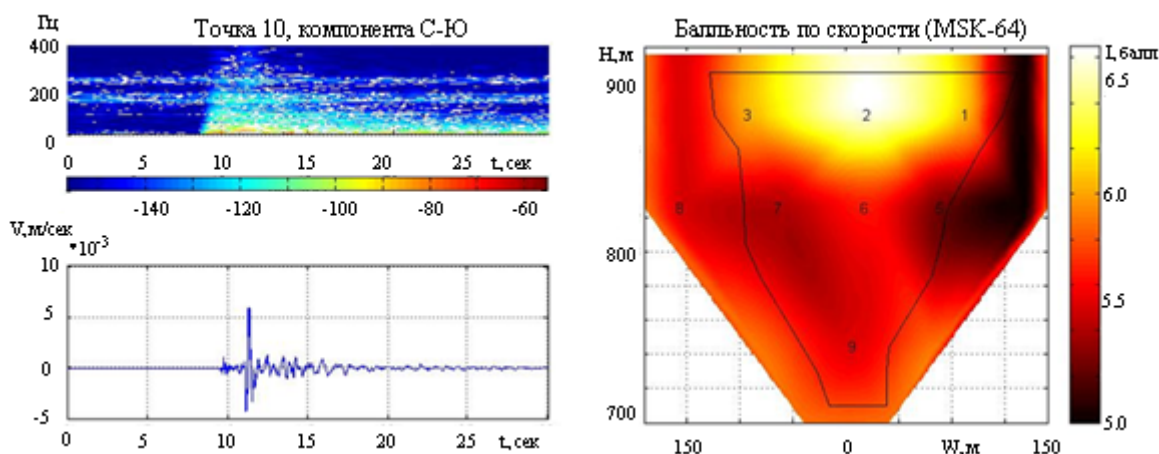 Гц
Точка 10, компонента С-Ю
400
200
0
0 5 10 15 20 25 t,сек
-140 -120 -100 -80 -60
V,м/сек
*10-3
10
5
0
-5
0 5 10 15 20 25 t,сек
Балльность по скорости (MSK-64)
H,м
900
800
700
3 2 1
8 7 6 5
9
150 0 W,м 150
I,балл
6.5
6.0
5.5
5.0